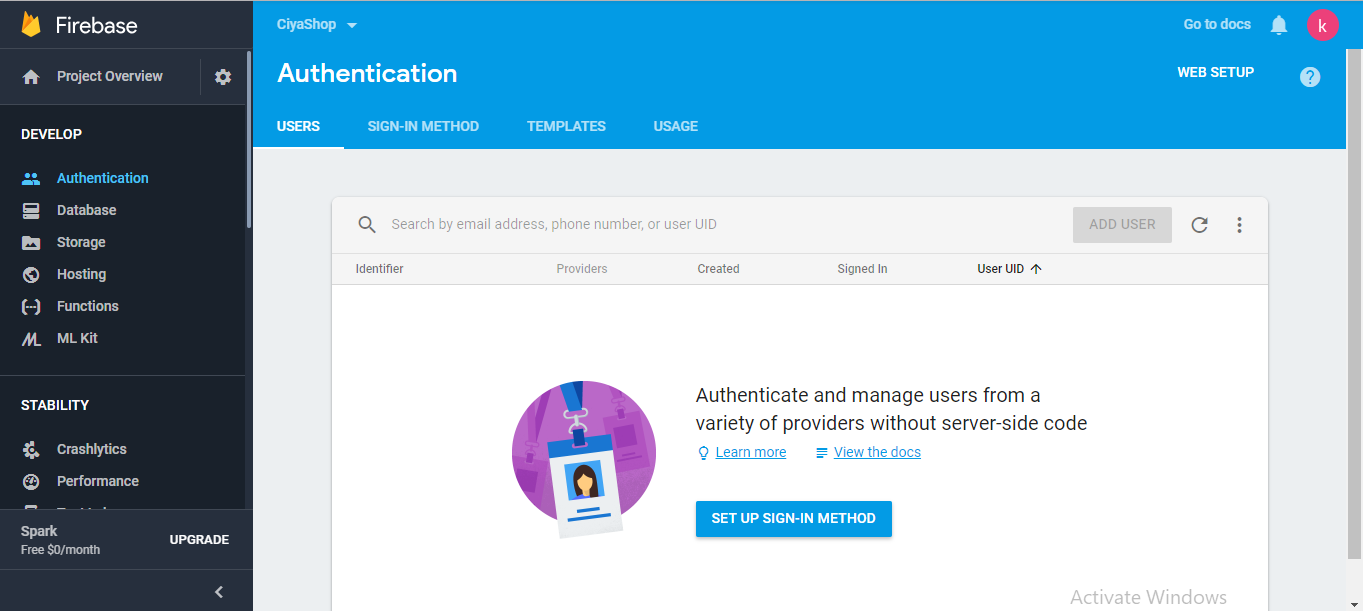 Firebase
CiyaShop
Go to docs
k
Project Overview
Authentication
WEB SETUP
?
USERS
SIGN-IN METHOD
TEMPLATES
USAGE
DEVELOP
Authentication
Database
Storage
Hosting
Functions
ML Kit
STABILITY
Crashlytics
Performance
Spark
Free $0/month
UPGRADE
Search by email address, phone number, or user UID
ADD USER
Identifier
Providers
Created
Signed In
User UID
Authenticate and manage users from a
variety of providers without server-side code
Learn more
View the docs
SET UP SIGN-IN METHOD
Activate Windows